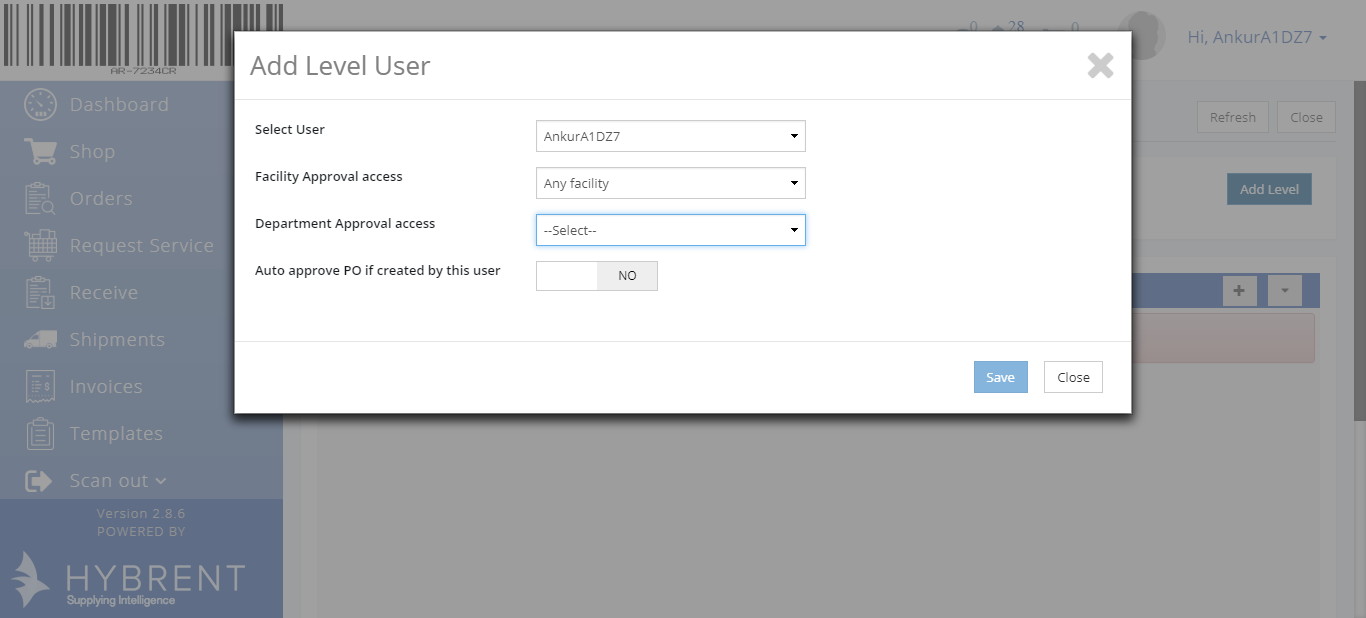 AR-7234CR
0 28 0
Hi, AnkurA1DZ7
Add Level User
Dashboard
Shop
Orders
Request Service
Receive
Shipments
Invoices
Templates
Scan out
Version 2.8.6
POWERED BY
HYBRENT
Supplying Intelligence
Select User
AnkurA1DZ7
Facility Approval access
Any facility
Department Approval access
--Select--
Auto approve PO if created by this user
NO
Save Close
Refresh Close
Add Level